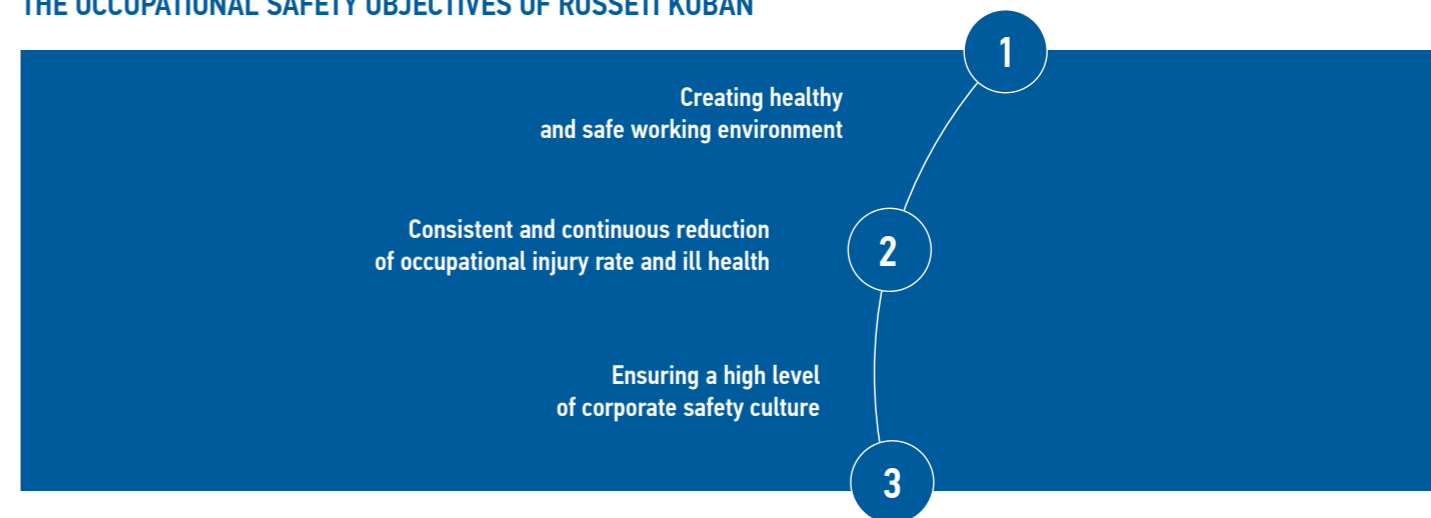 THE OCCUPATIONAL SAFETY OBJECTIVES OF ROSSETI KUBAN
1
Creating healthy
and safe working environment
Consistent and continuous reduction
of occupational injury rate and ill health
2
Ensuring a high level
of corporate safety culture
3